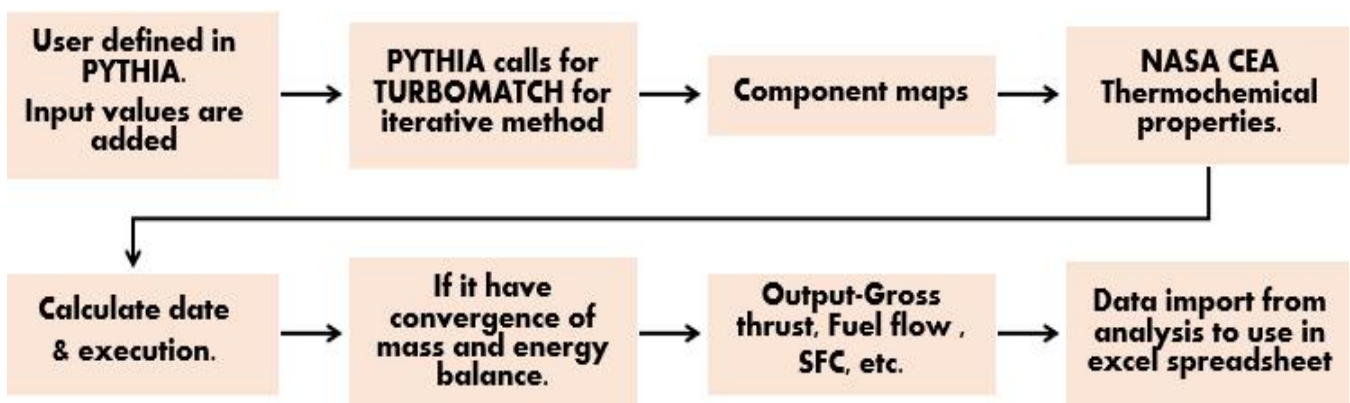 User defined in
PYTHIA.
Input values are
added
PYTHIA calls for
TURBOMATCH for
iterative method
Component maps
NASA CEA
Thermochemical
properties.
Calculate date
& execution.
If it have
convergence of
mass and energy
balance.
Output-Gross
thrust, Fuel flow ,
SFC, etc.
Data import from
analysis to use in
excel spreadsheet